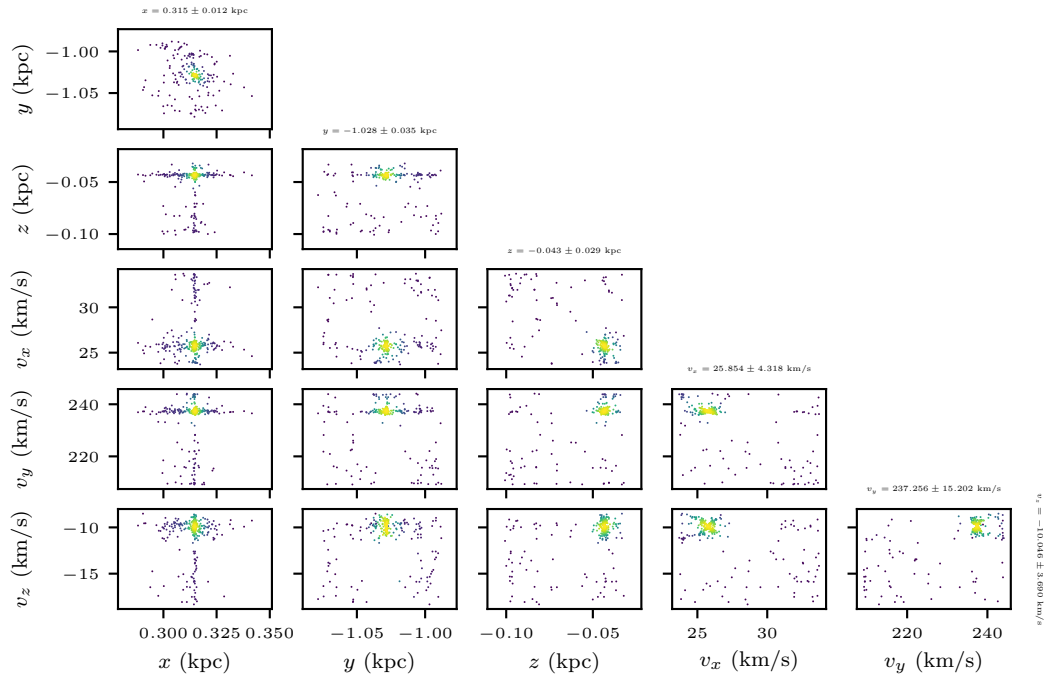 x = 0.315 ± 0.012 kpc
y (kpc)
−1.00
−1.05
y = −1.028 ± 0.035 kpc
z (kpc)
−0.05
−0.10
z = −0.043 ± 0.029 kpc
v_x (km/s)
30
25
v_x = 25.854 ± 4.318 km/s
v_y (km/s)
240
220
v_y = 237.256 ± 15.202 km/s
v_z (km/s)
−10
−15
v_z = −10.046 ± 3.690 km/s
0.300 0.325 0.350
−1.05 −1.00
−0.10 −0.05
25 30
220 240
x (kpc)
y (kpc)
z (kpc)
v_x (km/s)
v_y (km/s)